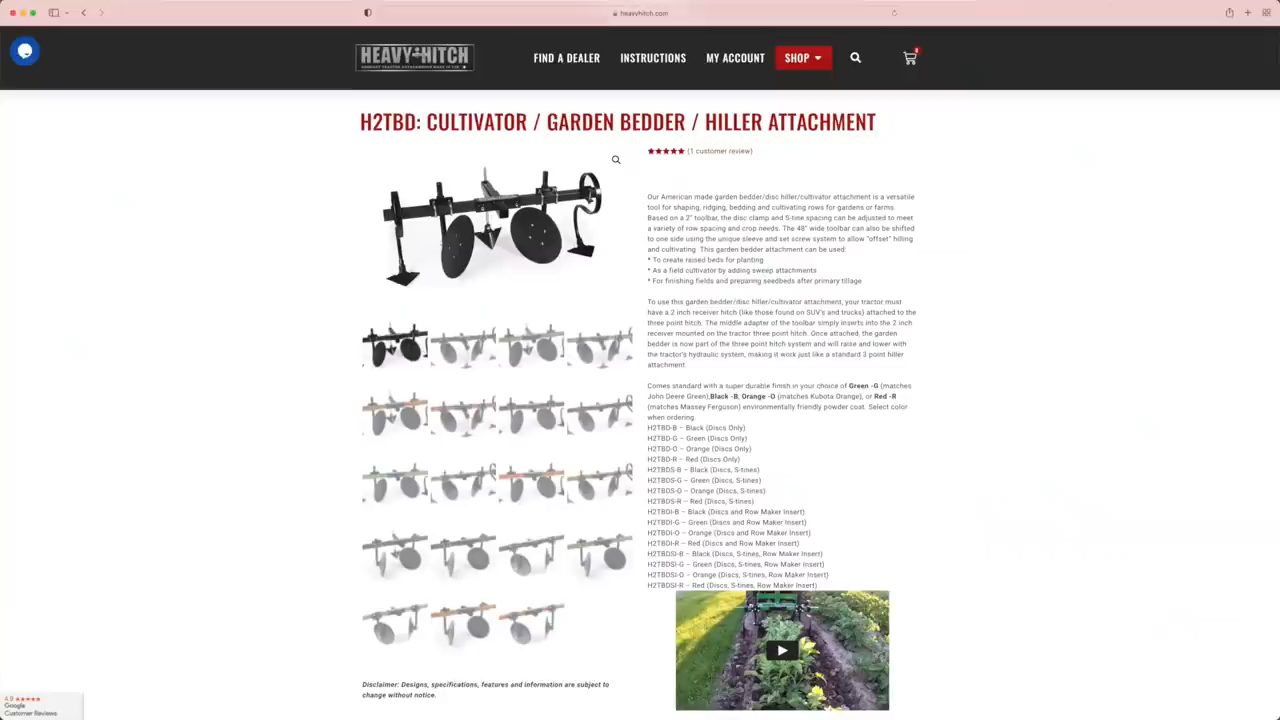 heavyhitch.com
HEAVY HITCH
FIND A DEALER
INSTRUCTIONS
MY ACCOUNT
SHOP
H2TBD: CULTIVATOR / GARDEN BEDDER / HILLER ATTACHMENT
(1 customer review)
Our American made garden bedder/disc hiller/cultivator attachment is a versatile
tool for shaping, ridging, bedding and cultivating rows for gardens or farms.
Based on a 2" toolbar, the disc clamp and S-tine spacing can be adjusted to meet
a variety of row spacing and crop needs. The 48" wide toolbar can also be shifted
to one side using the unique sleeve and set screw system to allow "offset" hilling
and cultivating. This garden bedder attachment can be used:
* To create raised beds for planting
* As a field cultivator by adding sweep attachments
* For finishing fields and preparing seedbeds after primary tillage
To use this garden bedder/disc hiller/cultivator attachment, your tractor must
have a 2 inch receiver hitch (like those found on SUV's and trucks) attached to the
three point hitch. The middle adapter of the toolbar simply inserts into the 2 inch
receiver mounted on the tractor three point hitch. Once attached, the garden
bedder is now part of the three point hitch system and will raise and lower with
the tractor's hydraulic system, making it work just like a standard 3 point hiller
attachment.
Comes standard with a super durable finish in your choice of Green -G (matches
John Deere Green),Black -B, Orange -O (matches Kubota Orange), or Red -R
(matches Massey Ferguson) environmentally friendly powder coat. Select color
when ordering.
H2TBD-B – Black (Discs Only)
H2TBD-G – Green (Discs Only)
H2TBD-O – Orange (Discs Only)
H2TBD-R – Red (Discs Only)
H2TBDS-B – Black (Discs, S-tines)
H2TBDS-G – Green (Discs, S-tines)
H2TBDS-O – Orange (Discs, S-tines)
H2TBDS-R – Red (Discs, S-tines)
H2TBDI-B – Black (Discs and Row Maker Insert)
H2TBDI-G – Green (Discs and Row Maker Insert)
H2TBDI-O – Orange (Discs and Row Maker Insert)
H2TBDI-R – Red (Discs and Row Maker Insert)
H2TBDSI-B – Black (Discs, S-tines, Row Maker Insert)
H2TBDSI-G – Green (Discs, S-tines, Row Maker Insert)
H2TBDSI-O – Orange (Discs, S-tines, Row Maker Insert)
H2TBDSI-R – Red (Discs, S-tines, Row Maker Insert)
Disclaimer: Designs, specifications, features and information are subject to
change without notice.
4.8
Google
Customer Reviews